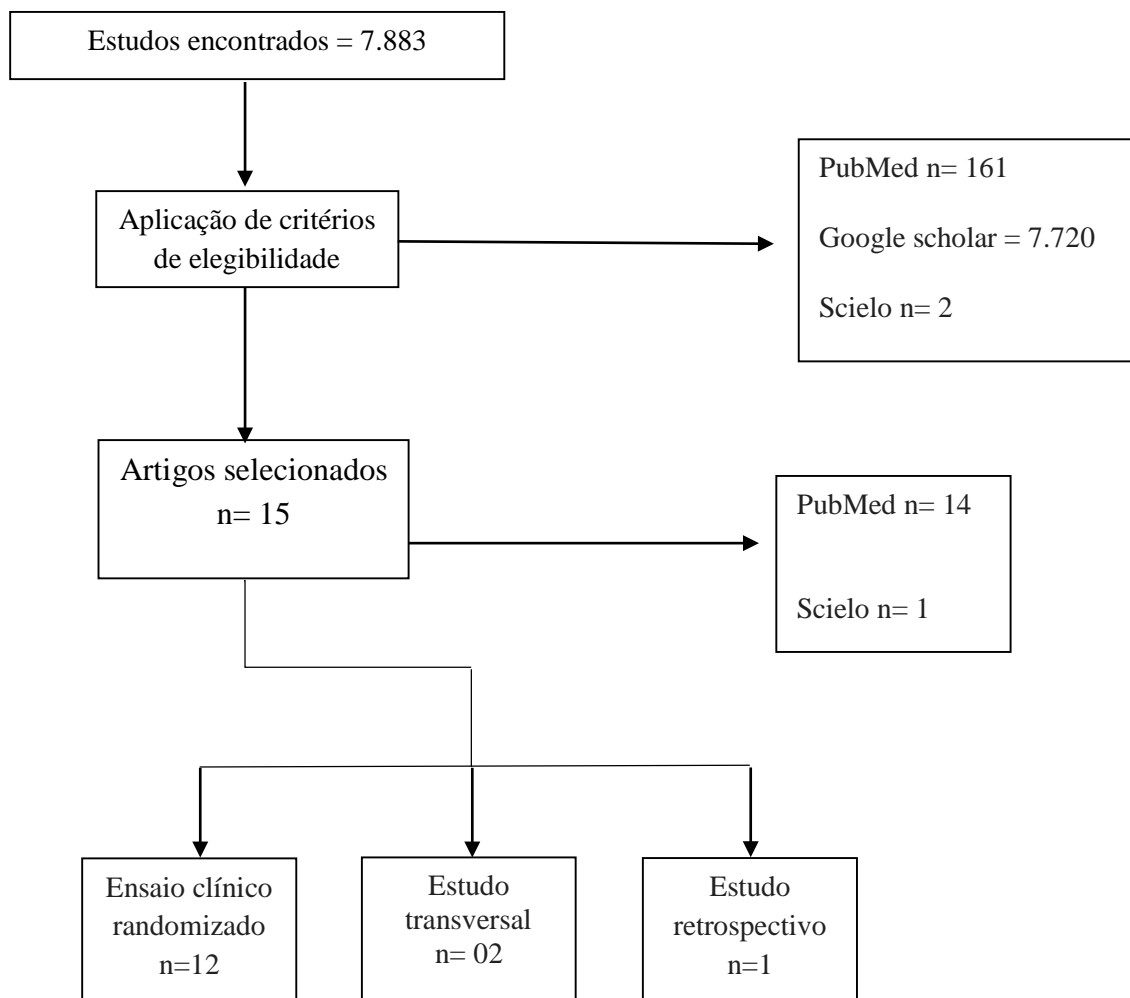 Estudos encontrados = 7.883
PubMed n= 161
Google scholar = 7.720
Scielo n= 2
Aplicação de critérios
de elegibilidade
Artigos selecionados
n= 15
PubMed n= 14
Scielo n= 1
Ensaio clínico
randomizado
n=12
Estudo
transversal
n= 02
Estudo
retrospectivo
n=1